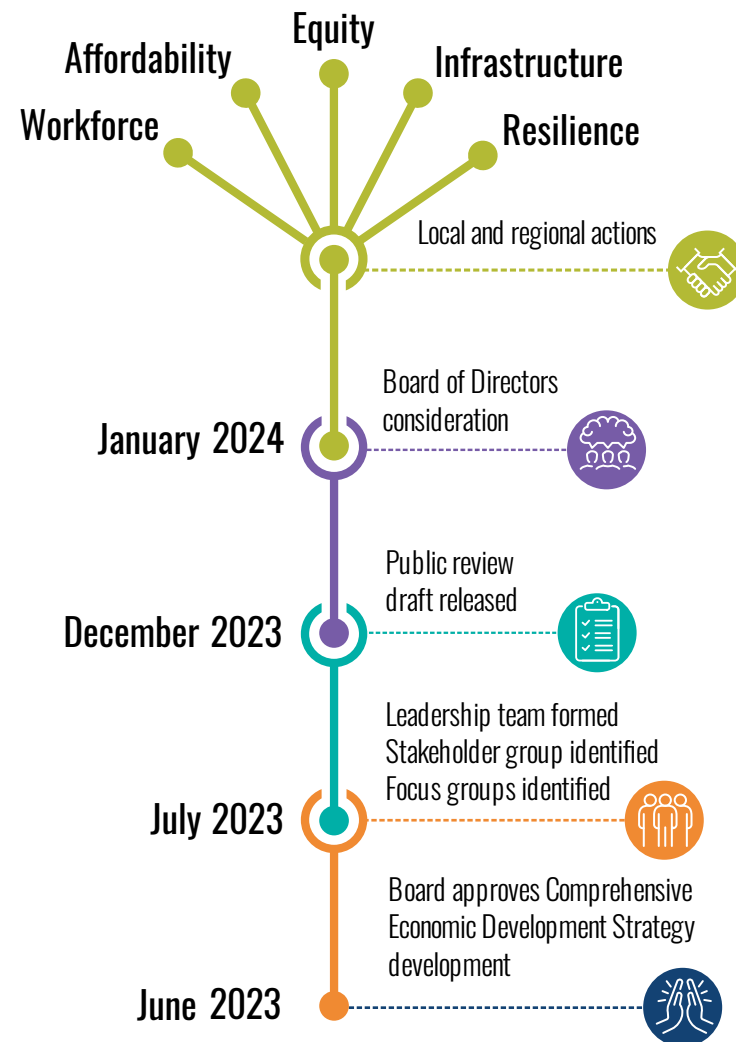 Equity
Affordability
Infrastructure
Workforce
Resilience
Local and regional actions
January 2024
Board of Directors
consideration
December 2023
Public review
draft released
July 2023
Leadership team formed
Stakeholder group identified
Focus groups identified
June 2023
Board approves Comprehensive
Economic Development Strategy
development